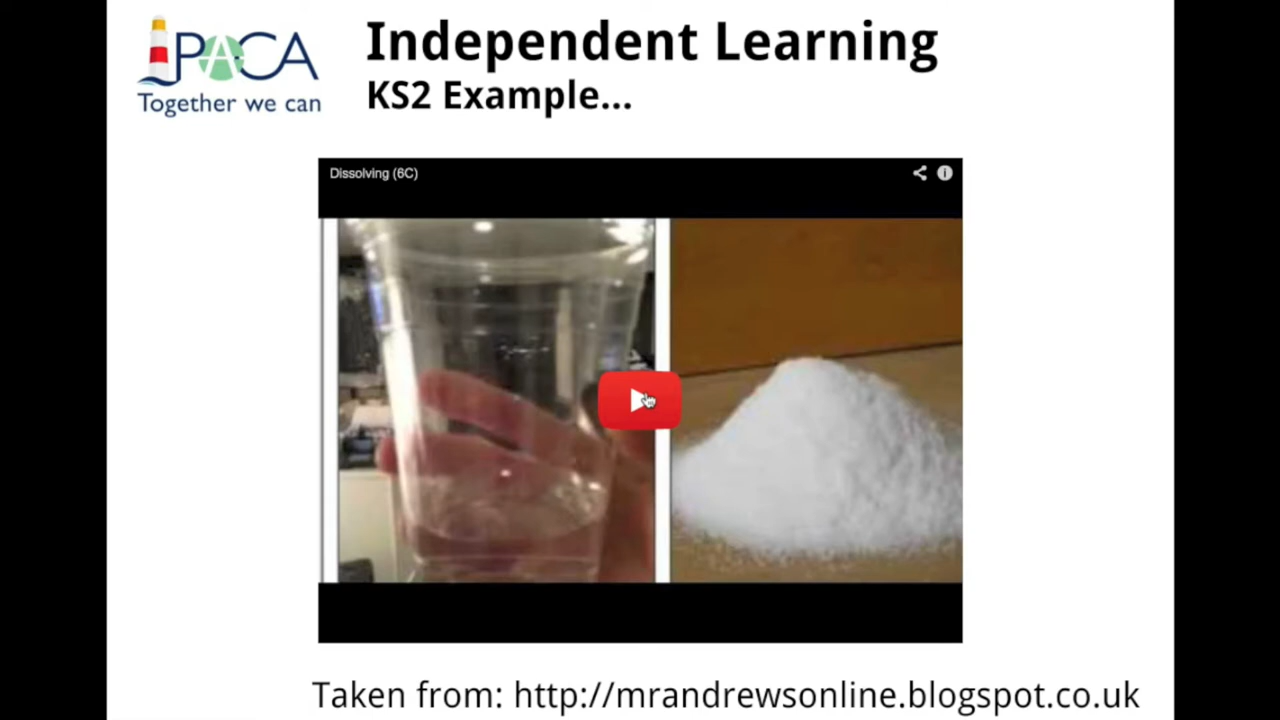 PACA
Together we can
Independent Learning
KS2 Example...
Dissolving (6C)
Taken from: http://mrandrewsonline.blogspot.co.uk